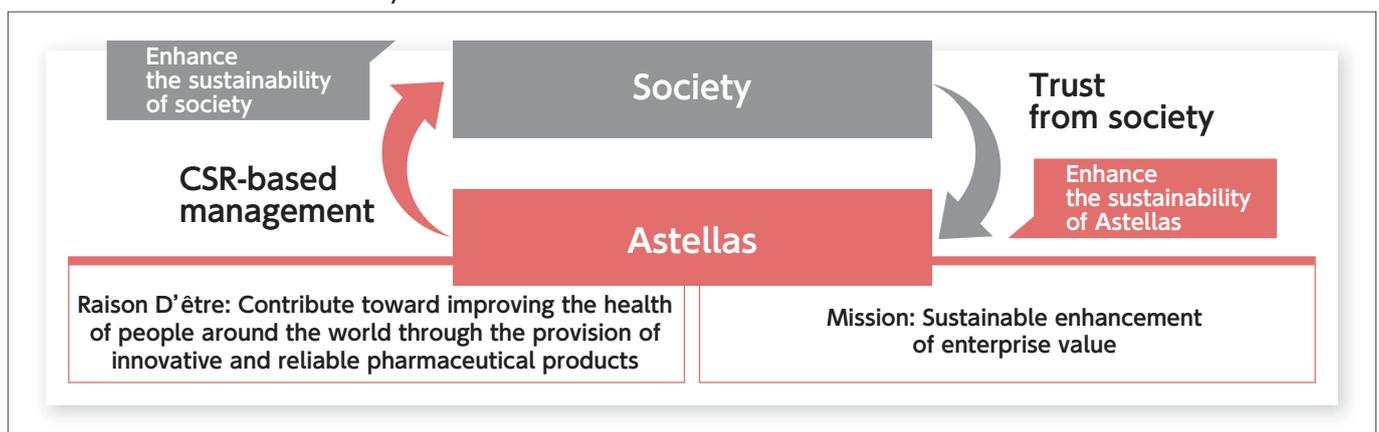 Enhance
the sustainability
of society
Society
Trust
from society
CSR-based
management
Enhance
the sustainability
of Astellas
Astellas
Raison D’être: Contribute toward improving the health
of people around the world through the provision of
innovative and reliable pharmaceutical products
Mission: Sustainable enhancement
of enterprise value